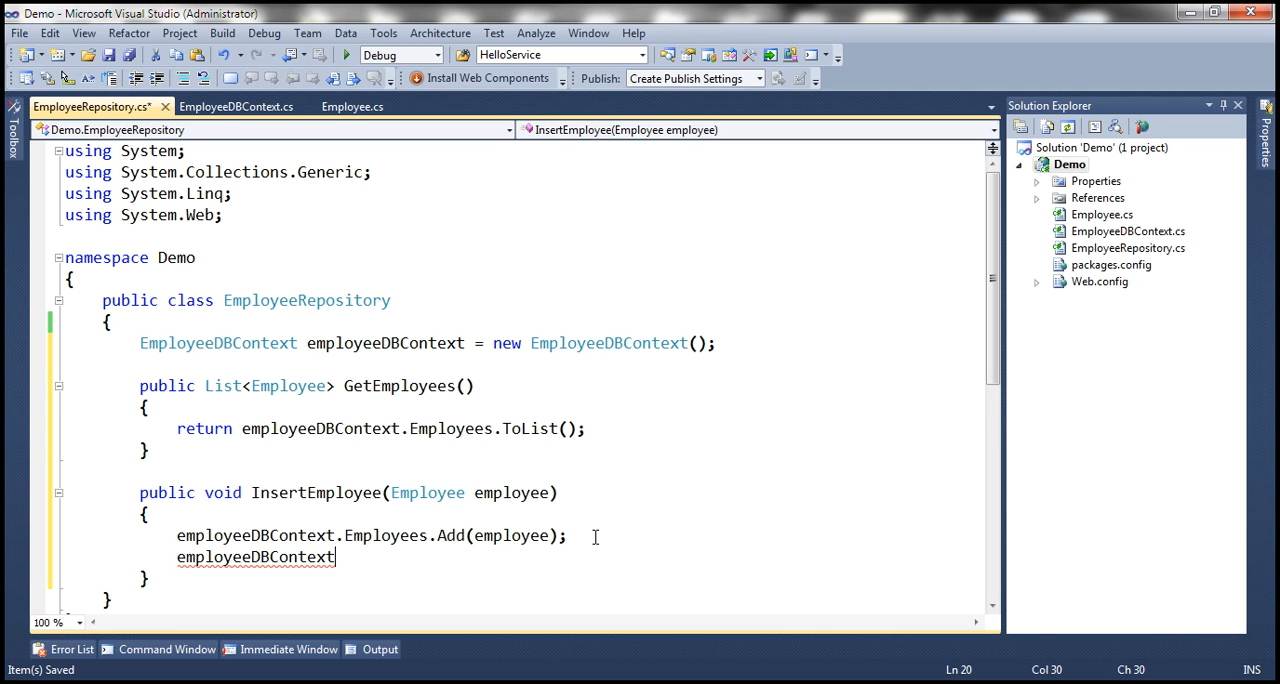 Demo - Microsoft Visual Studio (Administrator)
File Edit View Refactor Project Build Debug Team Data Tools Architecture Test Analyze Window Help
Debug HelloService
Install Web Components Publish: Create Publish Settings
EmployeeRepository.cs* EmployeeDBContext.cs Employee.cs
Demo.EmployeeRepository InsertEmployee(Employee employee)
using System;
using System.Collections.Generic;
using System.Linq;
using System.Web;
namespace Demo
{
public class EmployeeRepository
{
EmployeeDBContext employeeDBContext = new EmployeeDBContext();
public List<Employee> GetEmployees()
{
return employeeDBContext.Employees.ToList();
}
public void InsertEmployee(Employee employee)
{
employeeDBContext.Employees.Add(employee);
employeeDBContext
}
}
100 %
Toolbox
Solution Explorer
Solution 'Demo' (1 project)
Demo
Properties
References
Employee.cs
EmployeeDBContext.cs
EmployeeRepository.cs
packages.config
Web.config
Properties
Error List Command Window Immediate Window Output
Item(s) Saved Ln 20 Col 30 Ch 30 INS